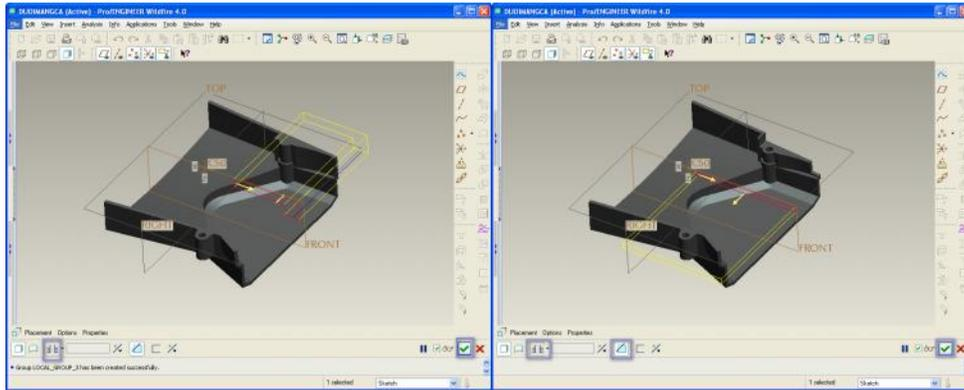 DUOIMANGCA (Active) - Pro/ENGINEER Wildfire 4.0
File Edit View Insert Analysis Info Applications Tools Window Help
TOP
RIGHT
FRONT
Placement Options Properties
Group LOCAL_GROUP_3 has been created successfully.
1 selected Sketch
DUOIMANGCA (Active) - Pro/ENGINEER Wildfire 4.0
File Edit View Insert Analysis Info Applications Tools Window Help
TOP
RIGHT
FRONT
Placement Options Properties
1 selected Sketch